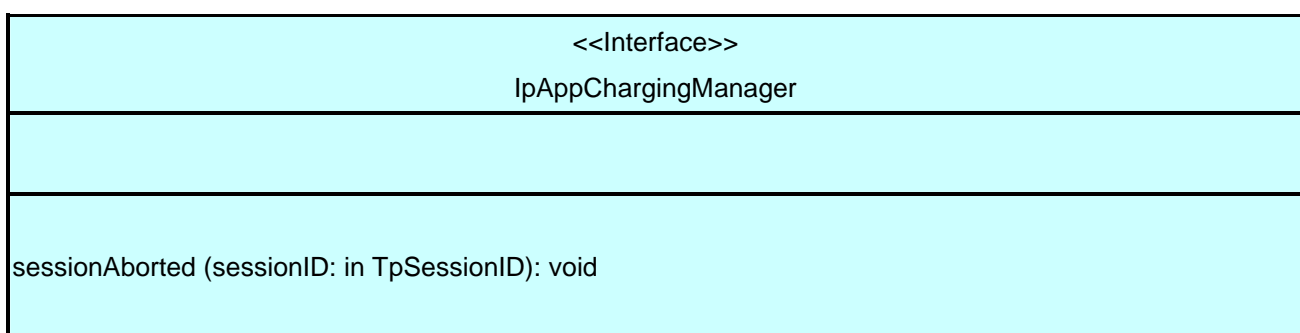 <<Interface>>
IpAppChargingManager
sessionAborted (sessionID: in TpSessionID): void